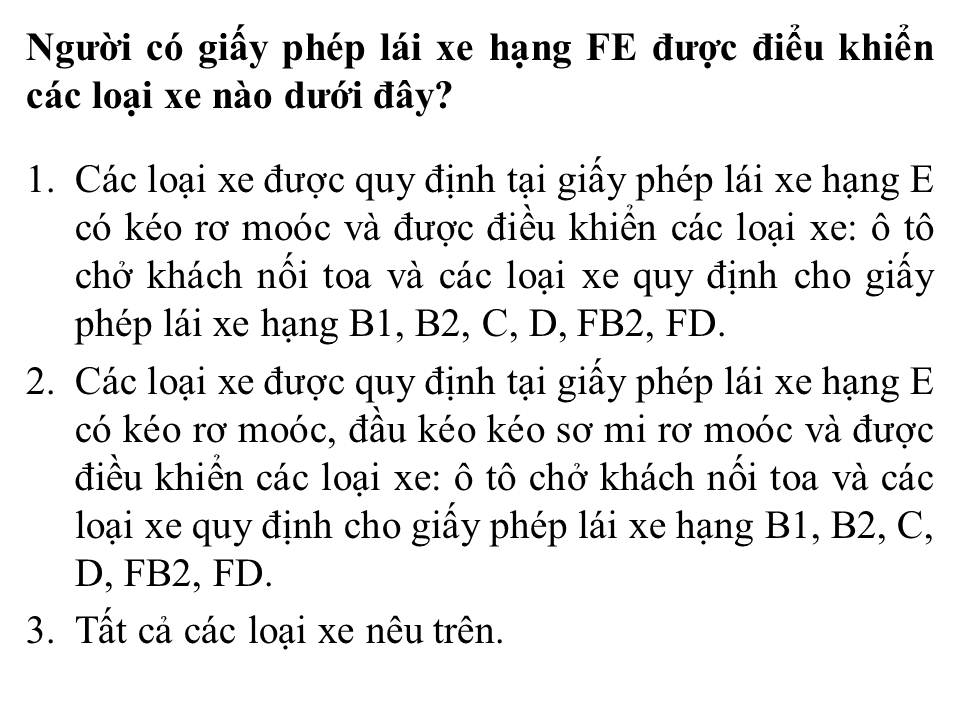 Người có giấy phép lái xe hạng FE được điểu khiển
các loại xe nào dưới đây?
1. Các loại xe được quy định tại giấy phép lái xe hạng E
có kéo rơ moóc và được điều khiển các loại xe: ô tô
chở khách nối toa và các loại xe quy định cho giấy
phép lái xe hạng B1, B2, C, D, FB2, FD.
2. Các loại xe được quy định tại giấy phép lái xe hạng E
có kéo rơ moóc, đầu kéo kéo sơ mi rơ moóc và được
điều khiển các loại xe: ô tô chở khách nối toa và các
loại xe quy định cho giấy phép lái xe hạng B1, B2, C,
D, FB2, FD.
3. Tất cả các loại xe nêu trên.